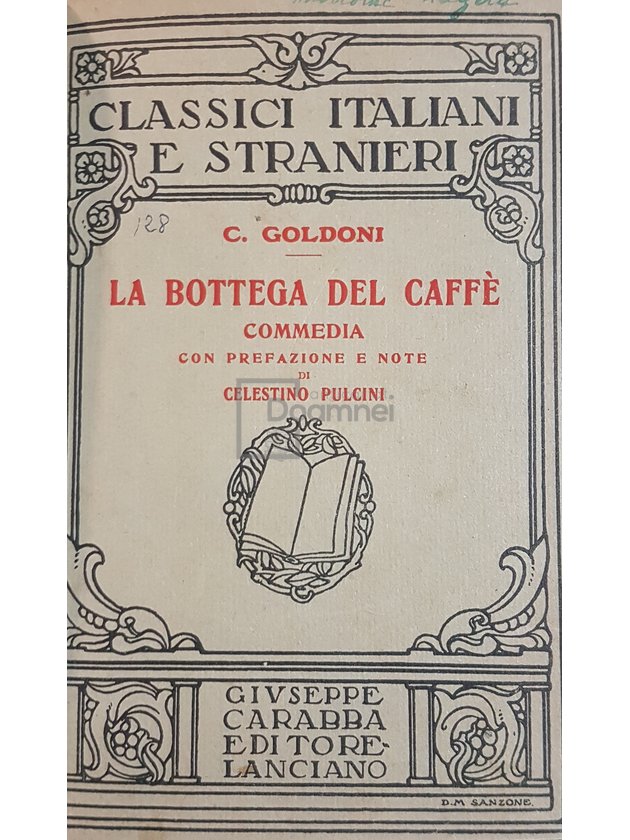 CLASSICI ITALIANI
E STRANIERI
128
C. GOLDONI
LA BOTTEGA DEL CAFFÈ
COMMEDIA
CON PREFAZIONE E NOTE
DI
CELESTINO PULCINI
Doamnei
GIVSEPPE
CARABBA
EDITORE-
LANCIANO
D.M SANZONE.